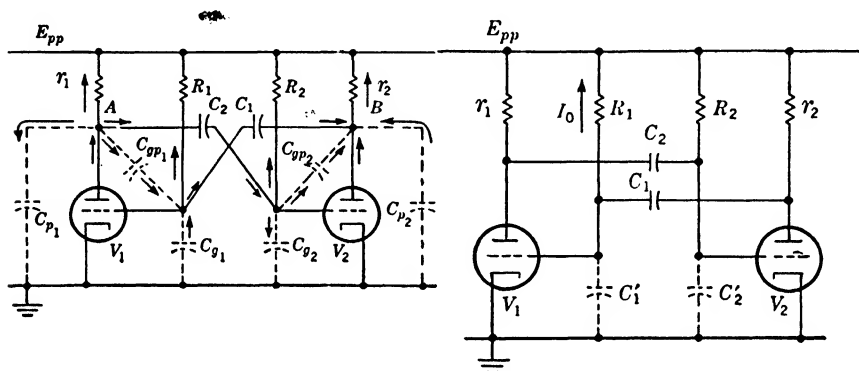 E_pp
r_1
R_1
R_2
r_2
A
C_2
C_1
B
C_gp1
C_gp2
C_p1
V_1
C_g1
C_g2
V_2
C_p2
E_pp
r_1
I_0
R_1
R_2
r_2
C_2
C_1
V_1
C'_1
C'_2
V_2